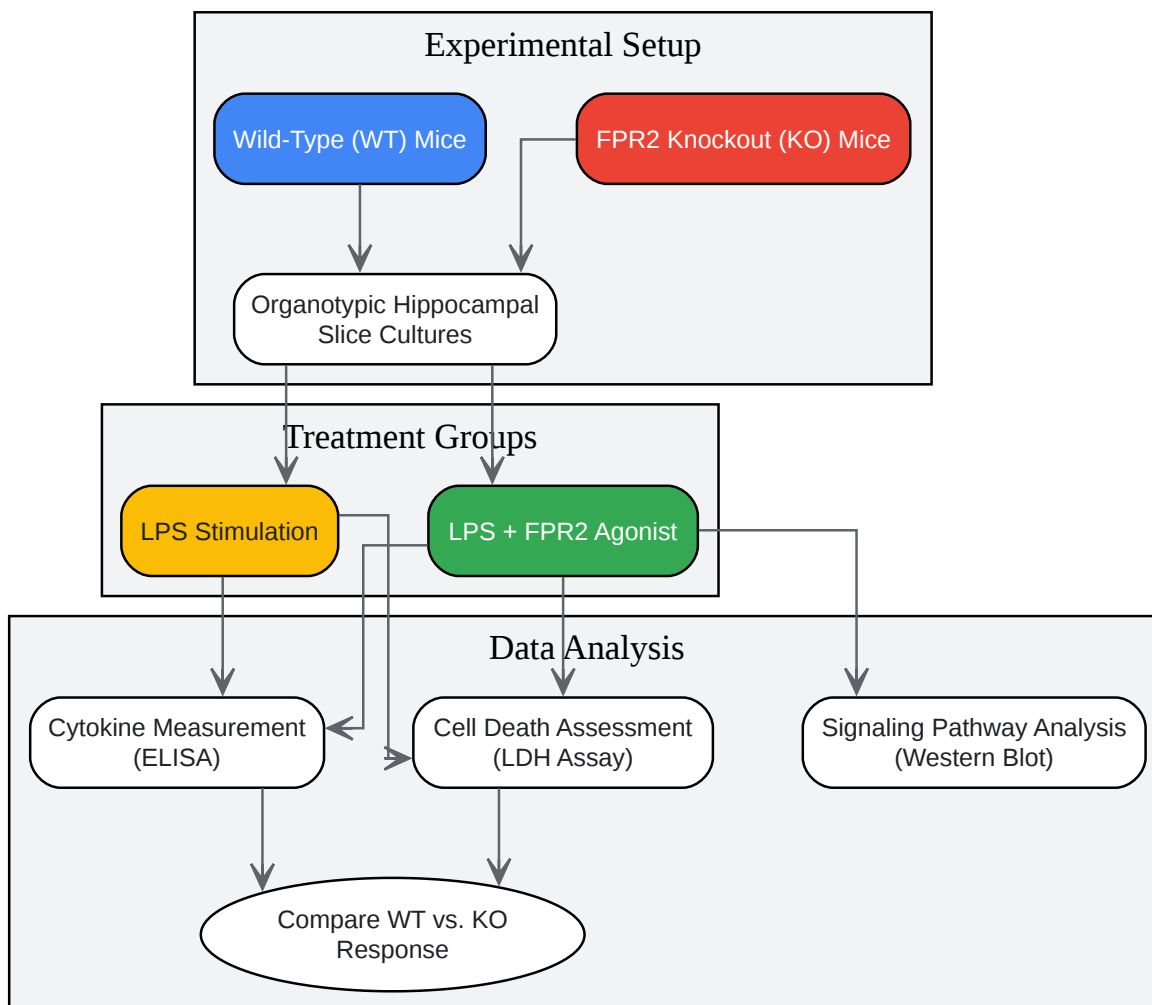 Experimental Setup
Wild-Type (WT) Mice
FPR2 Knockout (KO) Mice
Organotypic Hippocampal
Slice Cultures
Treatment Groups
LPS Stimulation
LPS + FPR2 Agonist
Data Analysis
Cytokine Measurement
(ELISA)
Cell Death Assessment
(LDH Assay)
Signaling Pathway Analysis
(Western Blot)
Compare WT vs. KO
Response